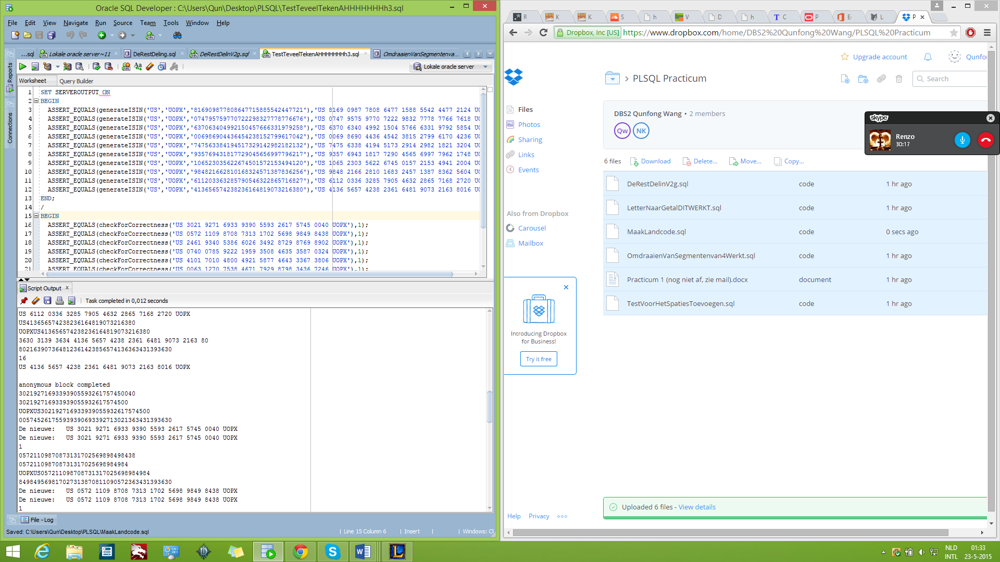 Oracle SQL Developer : C:\Users\Qun\Desktop\PLSQL\TestTeveelTekenAHHHHHHHh3.sql
File Edit View Navigate Run Source Team Tools Window Help
...sql Lokale oracle server~11 DeRestDeling.sql DeRestDelinV2g.sql TestTeveelTekenAHHHHHHHh3.sql OmdraaienVanSegmentenva...
Lokale oracle server
Reports
Connections
Worksheet Query Builder
1 SET SERVEROUTPUT ON
2 BEGIN
3 ASSERT_EQUALS(generateISIN('US','UOPX','816909877808647715885542447721'),'US 8169 0987 7808 6477 1588 5542 4477 2124 UO
4 ASSERT_EQUALS(generateISIN('US','UOPX','074795759770722298327778776676'),'US 0747 9575 9770 7222 9832 7778 7766 7618 UO
5 ASSERT_EQUALS(generateISIN('US','UOPX','637063404992150457666331979258'),'US 6370 6340 4992 1504 5766 6331 9792 5854 UO
6 ASSERT_EQUALS(generateISIN('US','UOPX','006986904436454238152799617042'),'US 0069 8690 4436 4542 3815 2799 6170 4236 UO
7 ASSERT_EQUALS(generateISIN('US','UOPX','747563384194517329142982182132'),'US 7475 6338 4194 5173 2914 2982 1821 3204 UO
8 ASSERT_EQUALS(generateISIN('US','UOPX','935769431817729045656997796217'),'US 9357 6943 1817 7290 4565 6997 7962 1748 UO
9 ASSERT_EQUALS(generateISIN('US','UOPX','106523035622674501572153494120'),'US 1065 2303 5622 6745 0157 2153 4941 2004 UO
10 ASSERT_EQUALS(generateISIN('US','UOPX','984821662810168324571387836256'),'US 9848 2166 2810 1683 2457 1387 8362 5604 UO
11 ASSERT_EQUALS(generateISIN('US','UOPX','611203363285790546322865716827'),'US 6112 0336 3285 7905 4632 2865 7168 2720 UO
12 ASSERT_EQUALS(generateISIN('US','UOPX','413656574238236164819073216380'),'US 4136 5657 4238 2361 6481 9073 2163 8016 UO
13 END;
14 /
15 BEGIN
16 ASSERT_EQUALS(checkForCorrectness('US 3021 9271 6933 9390 5593 2617 5745 0040 UOPX'),1);
17 ASSERT_EQUALS(checkForCorrectness('US 0572 1109 8708 7313 1702 5698 9849 8438 UOPX'),1);
18 ASSERT_EQUALS(checkForCorrectness('US 2461 9340 5386 6026 3492 8729 8769 8902 UOPX'),1);
19 ASSERT_EQUALS(checkForCorrectness('US 0740 0785 9222 1959 3508 4635 3587 0324 UOPX'),1);
20 ASSERT_EQUALS(checkForCorrectness('US 4101 7010 4800 4921 5877 4643 3367 3806 UOPX'),1);
21 ASSERT_EQUALS(checkForCorrectness('US 0063 1270 7538 4671 7929 8798 3436 7246 UOPX'),1);
Script Output
Task completed in 0,012 seconds
US 6112 0336 3285 7905 4632 2865 7168 2720 UOPX
US413656574238236164819073216380
UOPXUS413656574238236164819073216380
3630 3139 3634 4136 5657 4238 2361 6481 9073 2163 80
802163907364812361423856574136363431393630
16
US 4136 5657 4238 2361 6481 9073 2163 8016 UOPX
anonymous block completed
30219271693393905593261757450040
302192716933939055932617574500
UOPXUS302192716933939055932617574500
005745261755939390693392713021363431393630
De nieuwe: US 3021 9271 6933 9390 5593 2617 5745 0040 UOPX
De nieuwe: US 3021 9271 6933 9390 5593 2617 5745 0040 UOPX
1
05721109870873131702569898498438
057211098708731317025698984984
UOPXUS057211098708731317025698984984
849849569817027313870811090572363431393630
De nieuwe: US 0572 1109 8708 7313 1702 5698 9849 8438 UOPX
De nieuwe: US 0572 1109 8708 7313 1702 5698 9849 8438 UOPX
1
File - Log
Saved: C:\Users\Qun\Desktop\PLSQL\MaakLandcode.sql
Line 15 Column 6 Insert Windows: CF
R K K S h V D h T C P E L P
Dropbox, Inc [US] https://www.dropbox.com/home/DBS2%20Qunfong%20Wang/PLSQL%20Practicum
Upgrade account Qunfo
PLSQL Practicum
Search
Files
Photos
Sharing
Links
Events
Also from Dropbox
Carousel
Mailbox
DBS2 Qunfong Wang • 2 members
Qw NK
6 files Download Delete... Move... Copy...
DeRestDelinV2g.sql code 1 hr ago
LetterNaarGetalDITWERKT.sql code 1 hr ago
MaakLandcode.sql code 0 secs ago
OmdraaienVanSegmentenvan4Werkt.sql code 1 hr ago
Practicum 1 (nog niet af, zie mail).docx document 1 hr ago
TestVoorHetSpatiesToevoegen.sql code 1 hr ago
skype
Renzo
30:17
Introducing Dropbox
for Business!
Try it free
Uploaded 6 files - View details
Help Privacy
NLD
INTL
01:33
23-5-2015